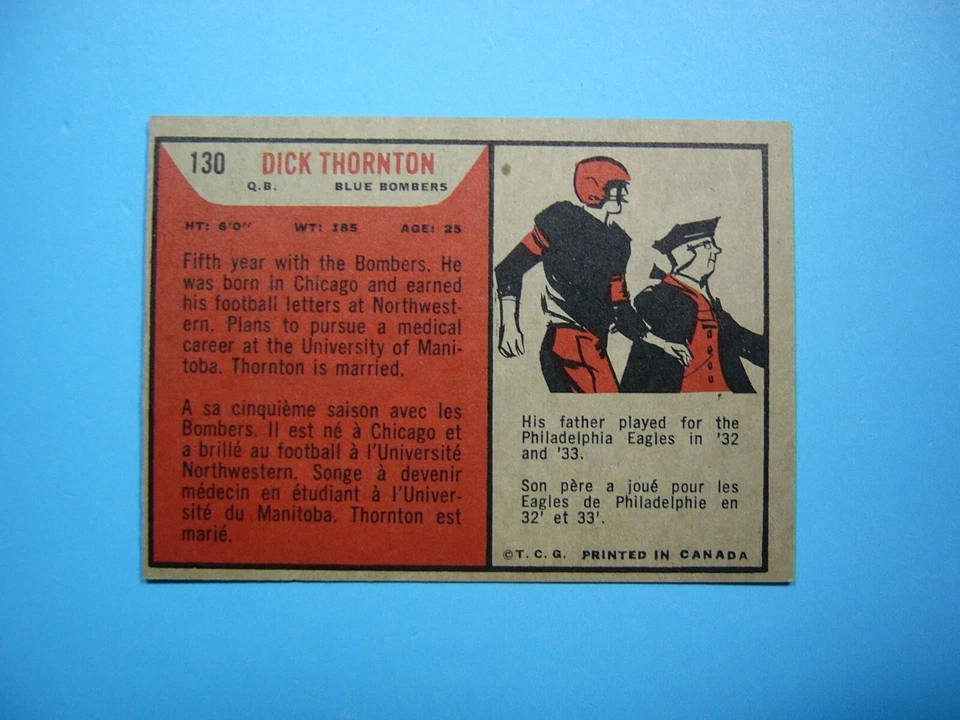 130 DICK THORNTON
Q.B. BLUE BOMBERS
HT: 6'0" WT: 185 AGE: 25
Fifth year with the Bombers. He
was born in Chicago and earned
his football letters at Northwest-
ern. Plans to pursue a medical
career at the University of Mani-
toba. Thornton is married.
A sa cinquième saison avec les
Bombers. Il est né à Chicago et
a brillé au football à l'Université
Northwestern. Songe à devenir
médecin en étudiant à l'Univer-
sité du Manitoba. Thornton est
marié.
His father played for the
Philadelphia Eagles in '32
and '33.
Son père a joué pour les
Eagles de Philadelphie en
32' et 33'.
©T. C. G. PRINTED IN CANADA